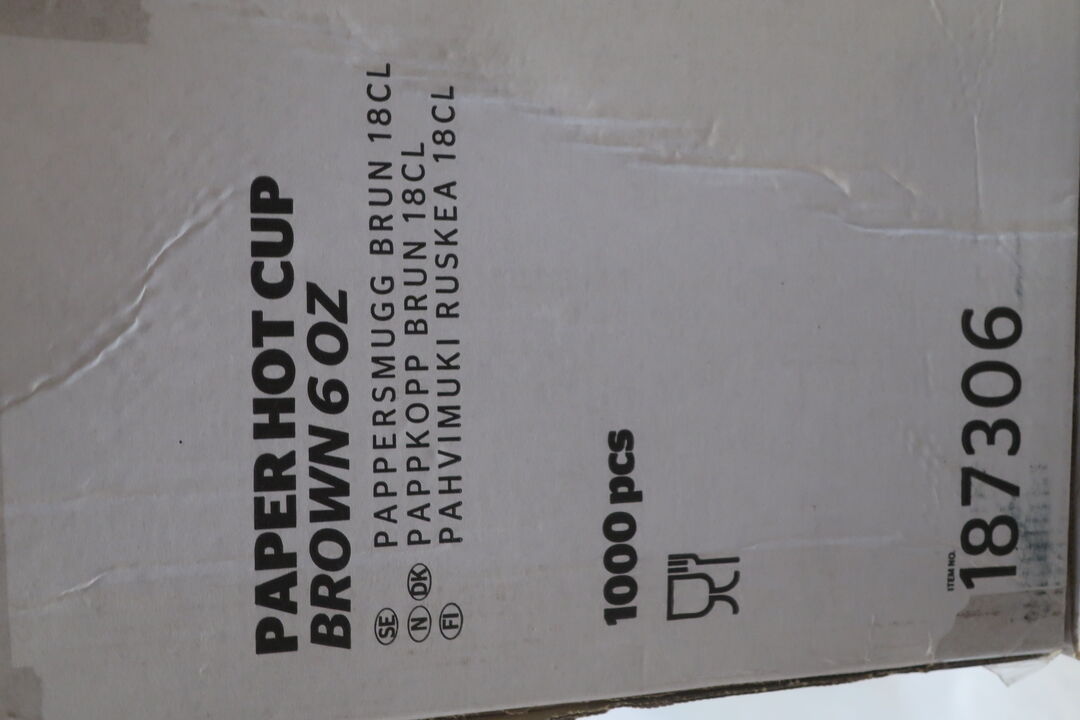 PAPER HOT CUP
BROWN 6 OZ
SE PAPPERSMUGG BRUN 18CL
N DK PAPPKOPP BRUN 18CL
FI PAHVIMUKI RUSKEA 18CL
1000 pcs
ITEM NO.
187306